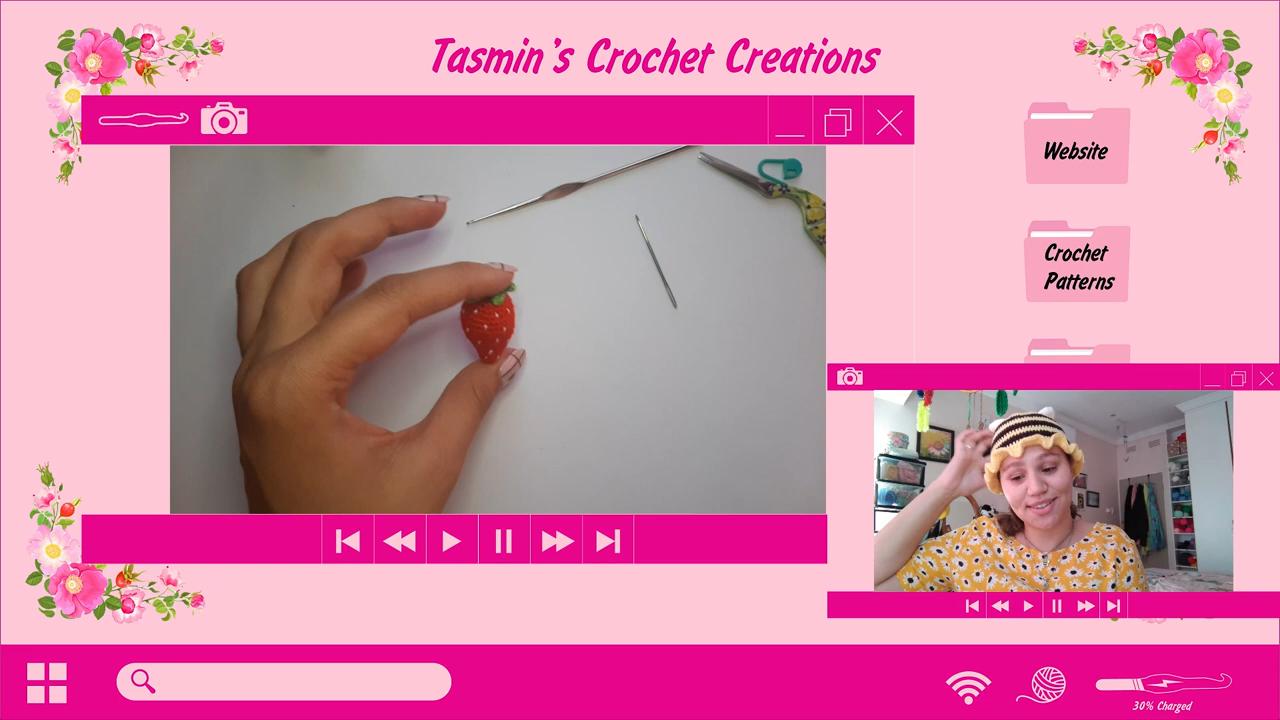 Tasmin's Crochet Creations
Website
Crochet
Patterns
30% Charged